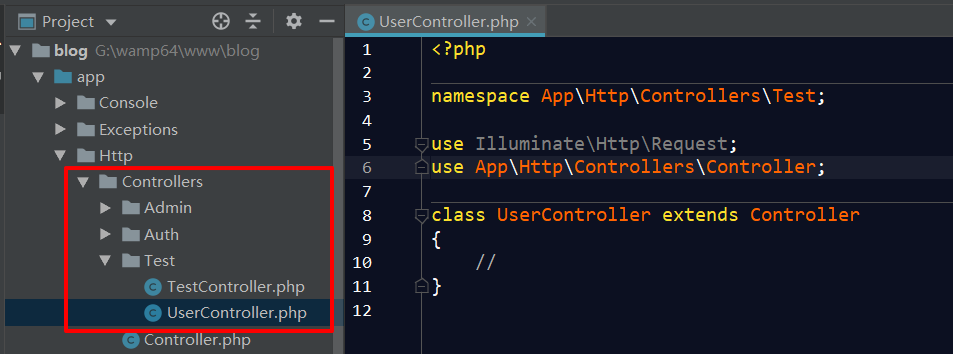 Project
blog G:\wamp64\www\blog
app
Console
Exceptions
Http
Controllers
Admin
Auth
Test
TestController.php
UserController.php
Controller.php
UserController.php
1 <?php
2
3 namespace App\Http\Controllers\Test;
4
5 use Illuminate\Http\Request;
6 use App\Http\Controllers\Controller;
7
8 class UserController extends Controller
9 {
10 //
11 }
12